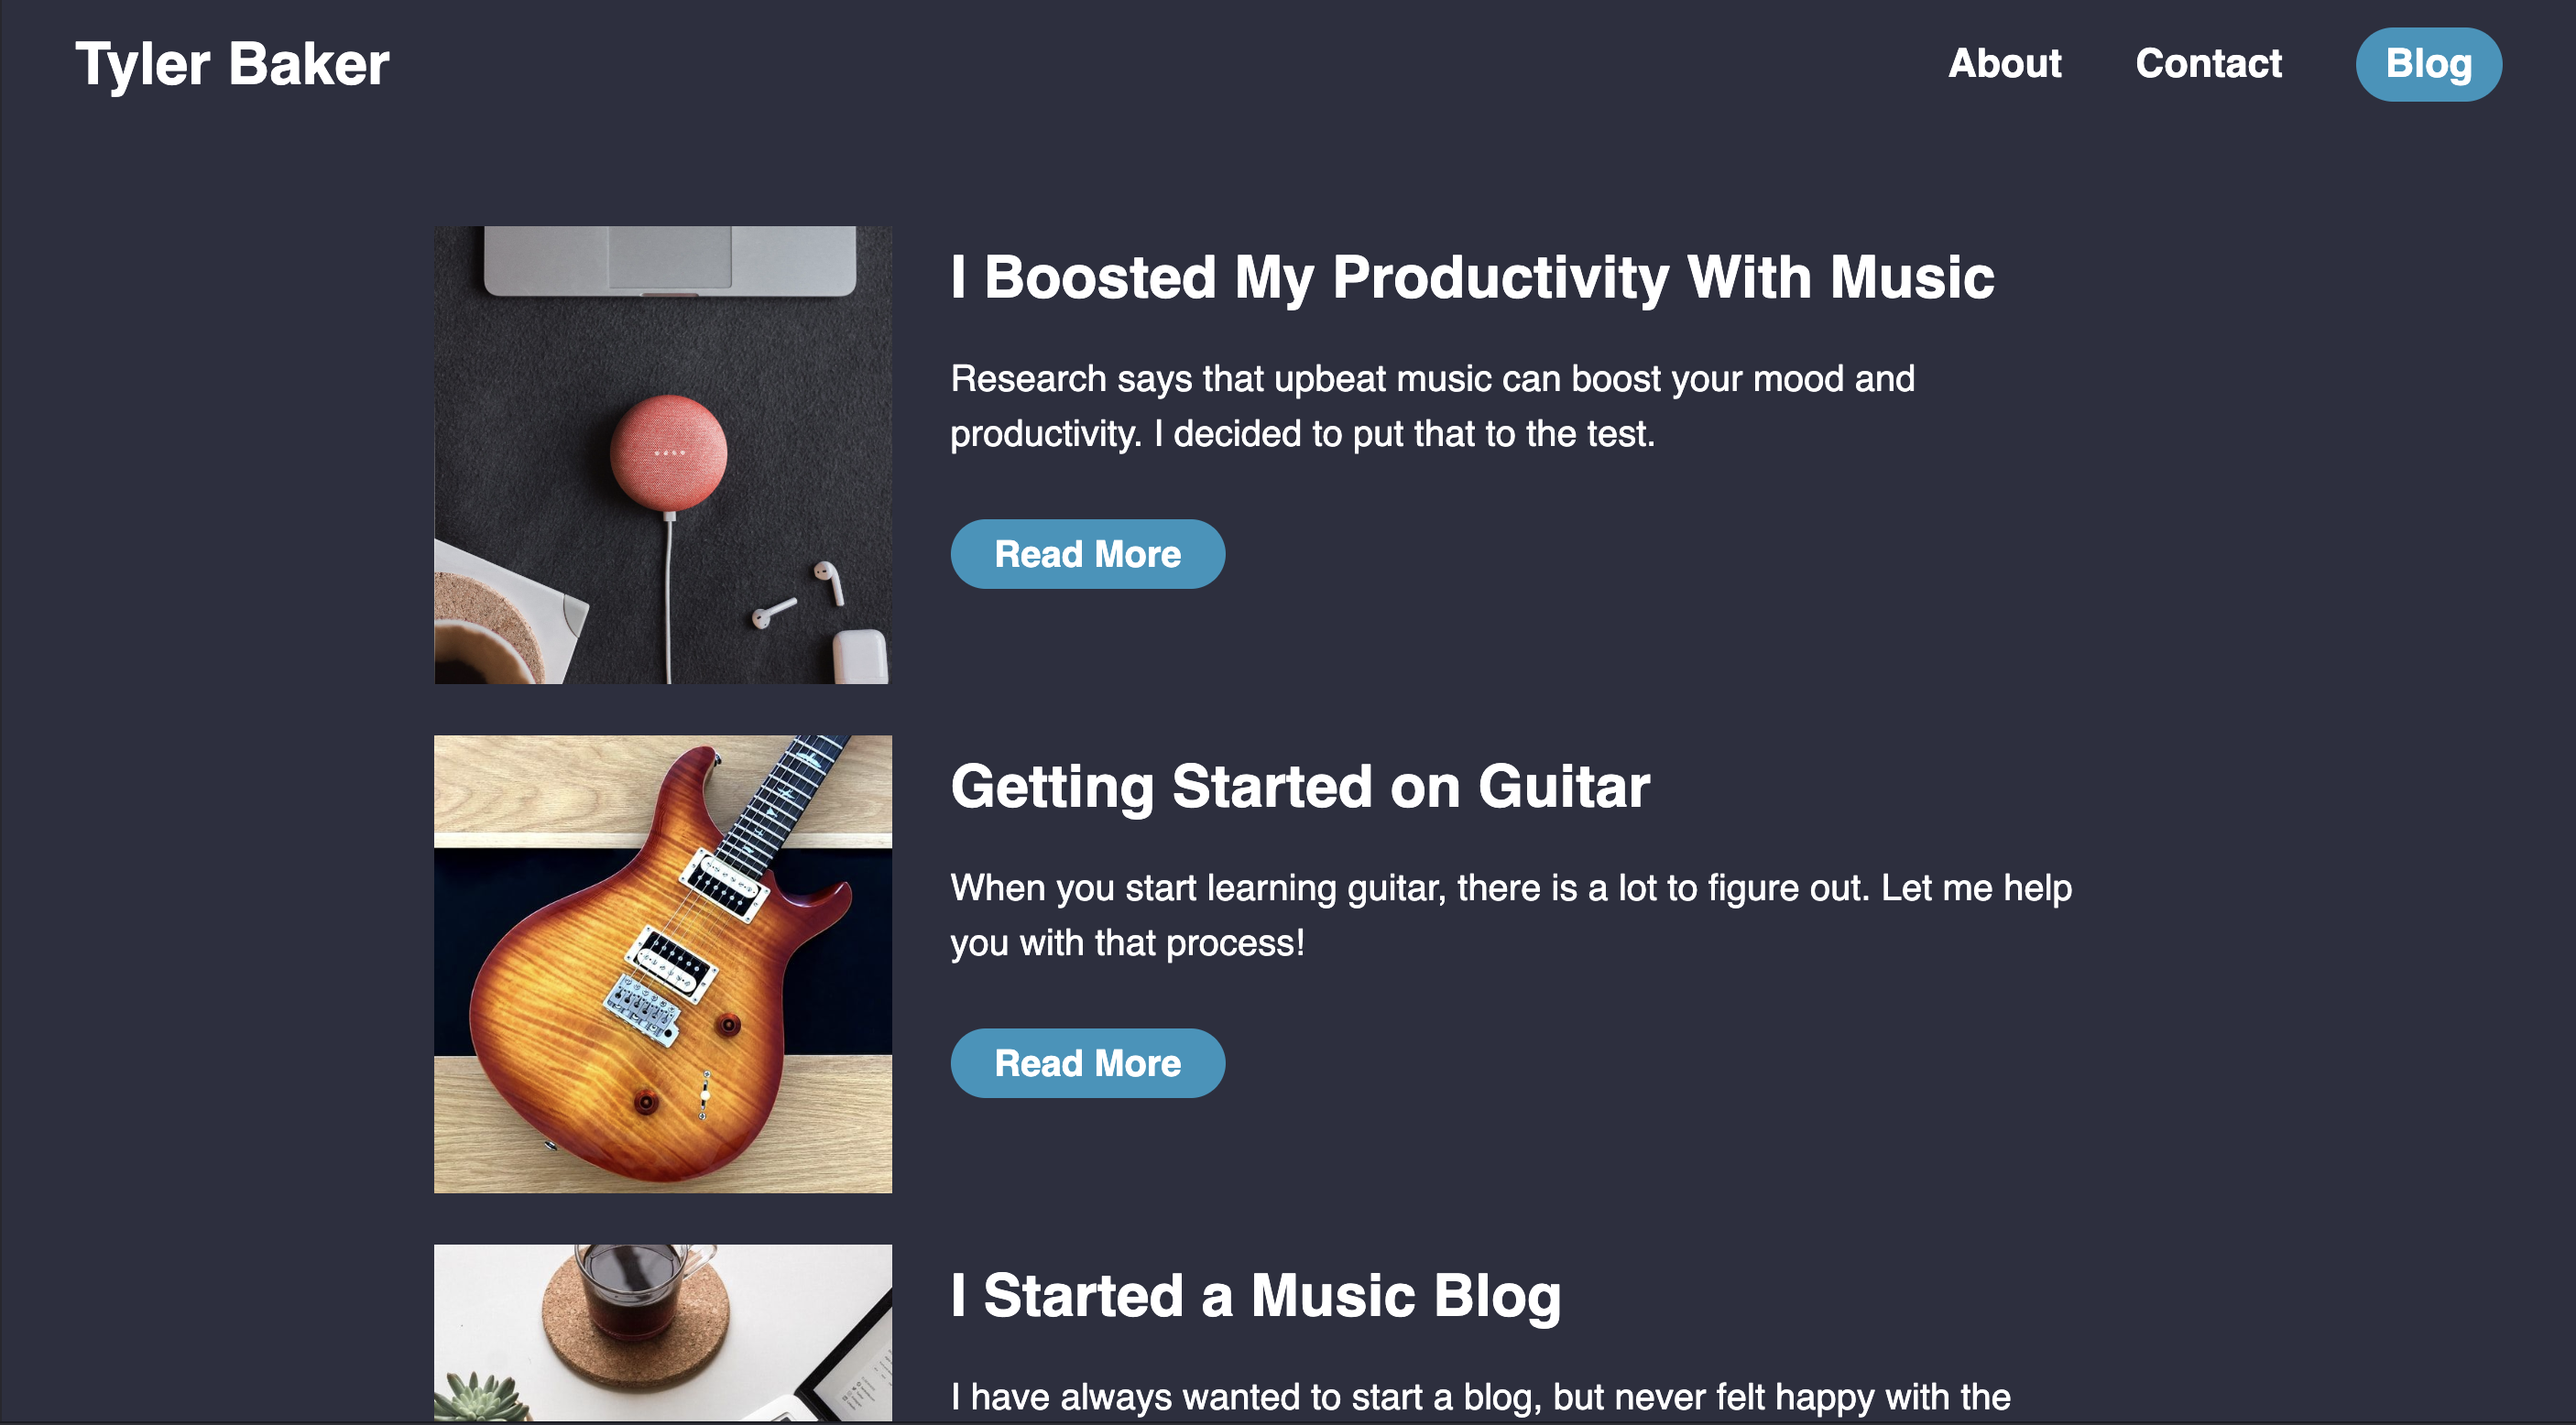 Tyler Baker
About
Contact
Blog
I Boosted My Productivity With Music
Research says that upbeat music can boost your mood and
productivity. I decided to put that to the test.
Read More
Getting Started on Guitar
When you start learning guitar, there is a lot to figure out. Let me help
you with that process!
Read More
I Started a Music Blog
I have always wanted to start a blog, but never felt happy with the